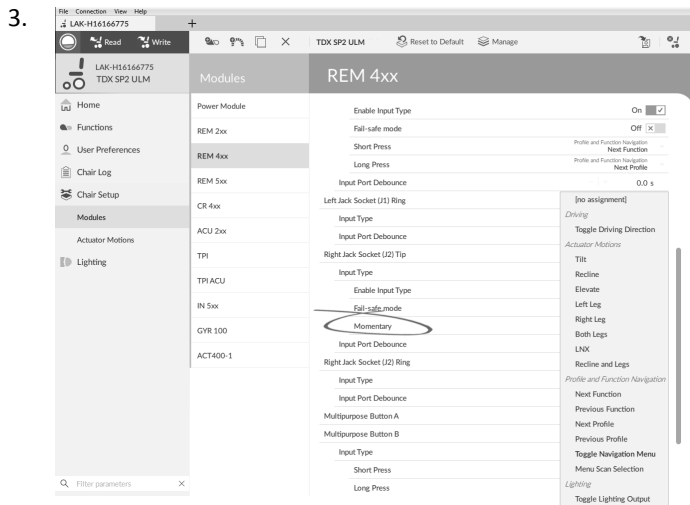 3.
File Connection View Help
LAK-H16166775 +
Read Write TDX SP2 ULM Reset to Default Manage
LAK-H16166775
TDX SP2 ULM
Modules
REM 4xx
Home
Functions
User Preferences
Chair Log
Chair Setup
Modules
Actuator Motions
Lighting
Filter parameters
Power Module
REM 2xx
REM 4xx
REM 5xx
CR 4xx
ACU 2xx
TPI
TPI ACU
IN 5xx
GYR 100
ACT400-1
Enable Input Type On
Fail-safe mode Off
Short Press Profile and Function Navigation
Next Function
Long Press Profile and Function Navigation
Next Profile
Input Port Debounce 0.0 s
Left Jack Socket (J1) Ring
Input Type
Input Port Debounce
Right Jack Socket (J2) Tip
Input Type
Enable Input Type
Fail-safe mode
Momentary
Input Port Debounce
Right Jack Socket (J2) Ring
Input Type
Input Port Debounce
Multipurpose Button A
Multipurpose Button B
Input Type
Short Press
Long Press
[no assignment]
Driving
Toggle Driving Direction
Actuator Motions
Tilt
Recline
Elevate
Left Leg
Right Leg
Both Legs
LNX
Recline and Legs
Profile and Function Navigation
Next Function
Previous Function
Next Profile
Previous Profile
Toggle Navigation Menu
Menu Scan Selection
Lighting
Toggle Lighting Output